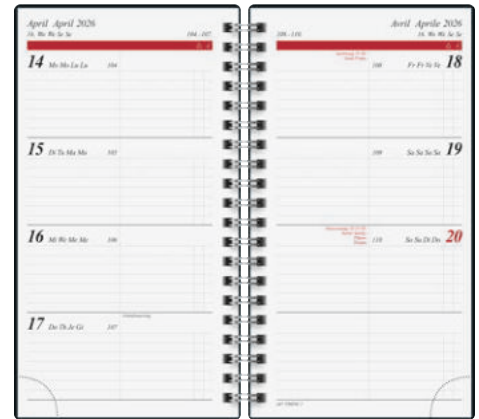 April April 2026
16. Wo We Se Se 104.-107.
14 Mo Mo Lu Lu 104
15 Di Tu Ma Ma 105
16 Mi We Me Me 106
17 Do Th Je Gi 107
Avril Aprile 2026
108.-110. 16. Wo We Se Se
108 Fr Fr Ve Ve 18
109 Sa Sa Sa Sa 19
110 So Su Di Do 20